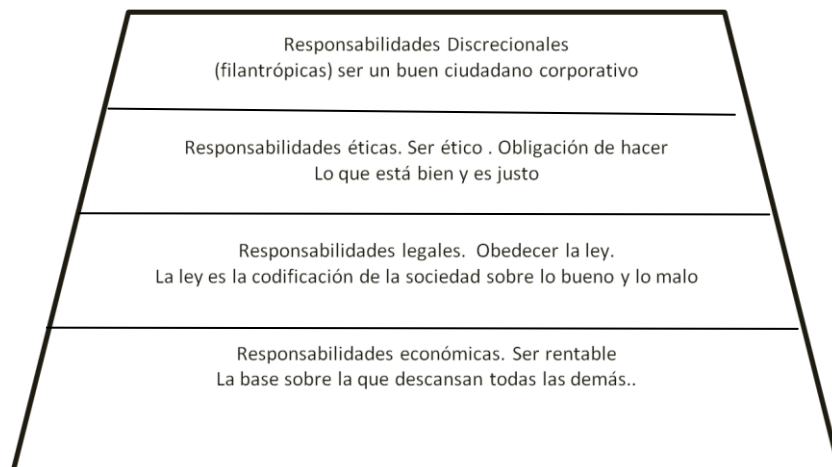 Responsabilidades Discrecionales
(filantrópicas) ser un buen ciudadano corporativo
Responsabilidades éticas. Ser ético . Obligación de hacer
Lo que está bien y es justo
Responsabilidades legales.  Obedecer la ley.
La ley es la codificación de la sociedad sobre lo bueno y lo malo
Responsabilidades económicas. Ser rentable
La base sobre la que descansan todas las demás..